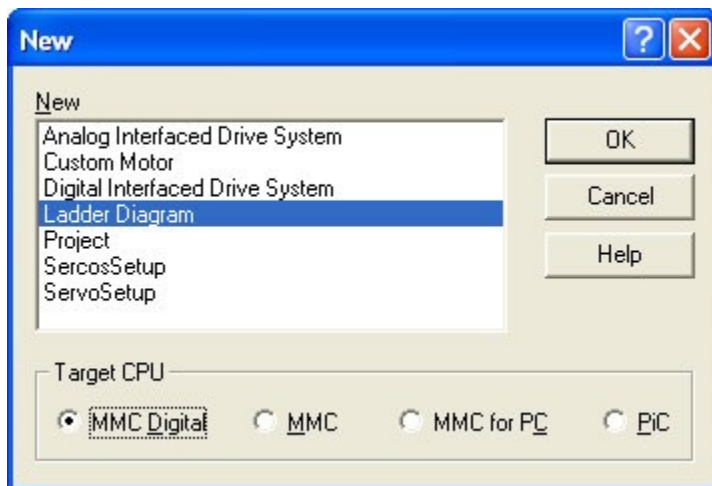 New
New
Analog Interfaced Drive System
Custom Motor
Digital Interfaced Drive System
Ladder Diagram
Project
SercosSetup
ServoSetup
OK
Cancel
Help
Target CPU
MMC Digital
MMC
MMC for PC
PiC